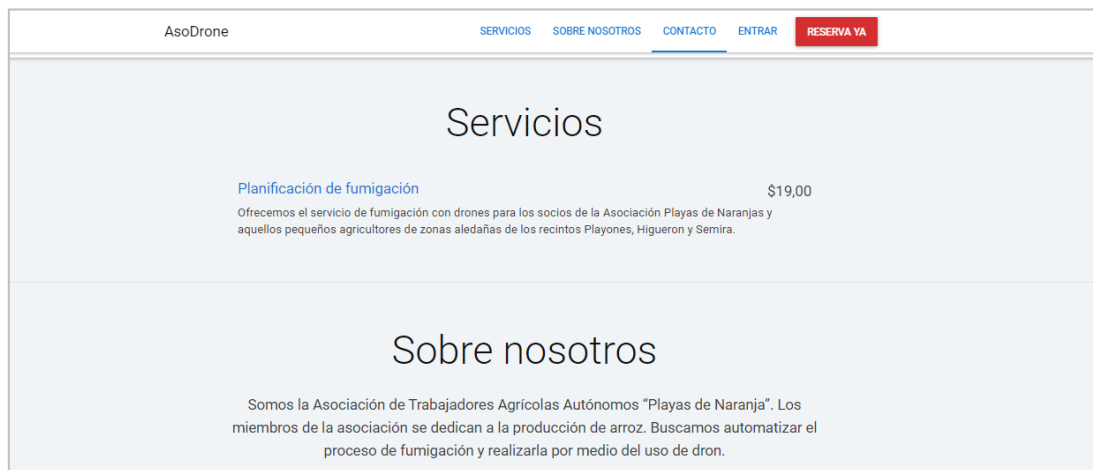 AsoDrone SERVICIOS SOBRE NOSOTROS CONTACTO ENTRAR RESERVA YA
Servicios
Planificación de fumigación $19,00
Ofrecemos el servicio de fumigación con drones para los socios de la Asociación Playas de Naranjas y
aquellos pequeños agricultores de zonas aledañas de los recintos Playones, Higueron y Semira.
Sobre nosotros
Somos la Asociación de Trabajadores Agrícolas Autónomos “Playas de Naranja”. Los
miembros de la asociación se dedican a la producción de arroz. Buscamos automatizar el
proceso de fumigación y realizarla por medio del uso de dron.